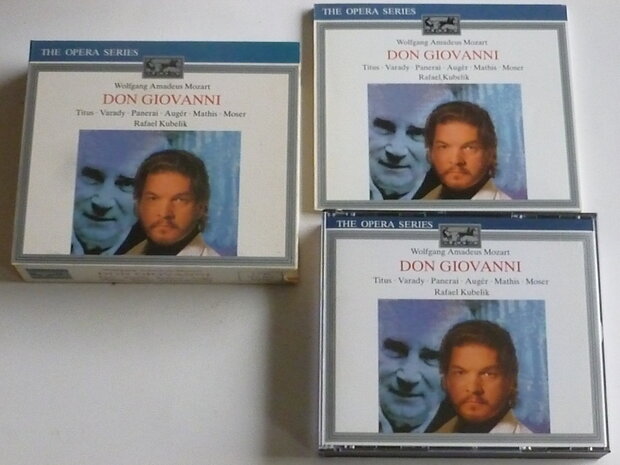 THE OPERA SERIES
Wolfgang Amadeus Mozart
DON GIOVANNI
Titus · Varady · Panerai · Augér · Mathis · Moser
Rafael Kubelik
DON GIOVANNI
THE OPERA SERIES
Wolfgang Amadeus Mozart
DON GIOVANNI
Titus · Varady · Panerai · Augér · Mathis · Moser
Rafael Kubelik
THE OPERA SERIES
Wolfgang Amadeus Mozart
DON GIOVANNI
Titus · Varady · Panerai · Augér · Mathis · Moser
Rafael Kubelik